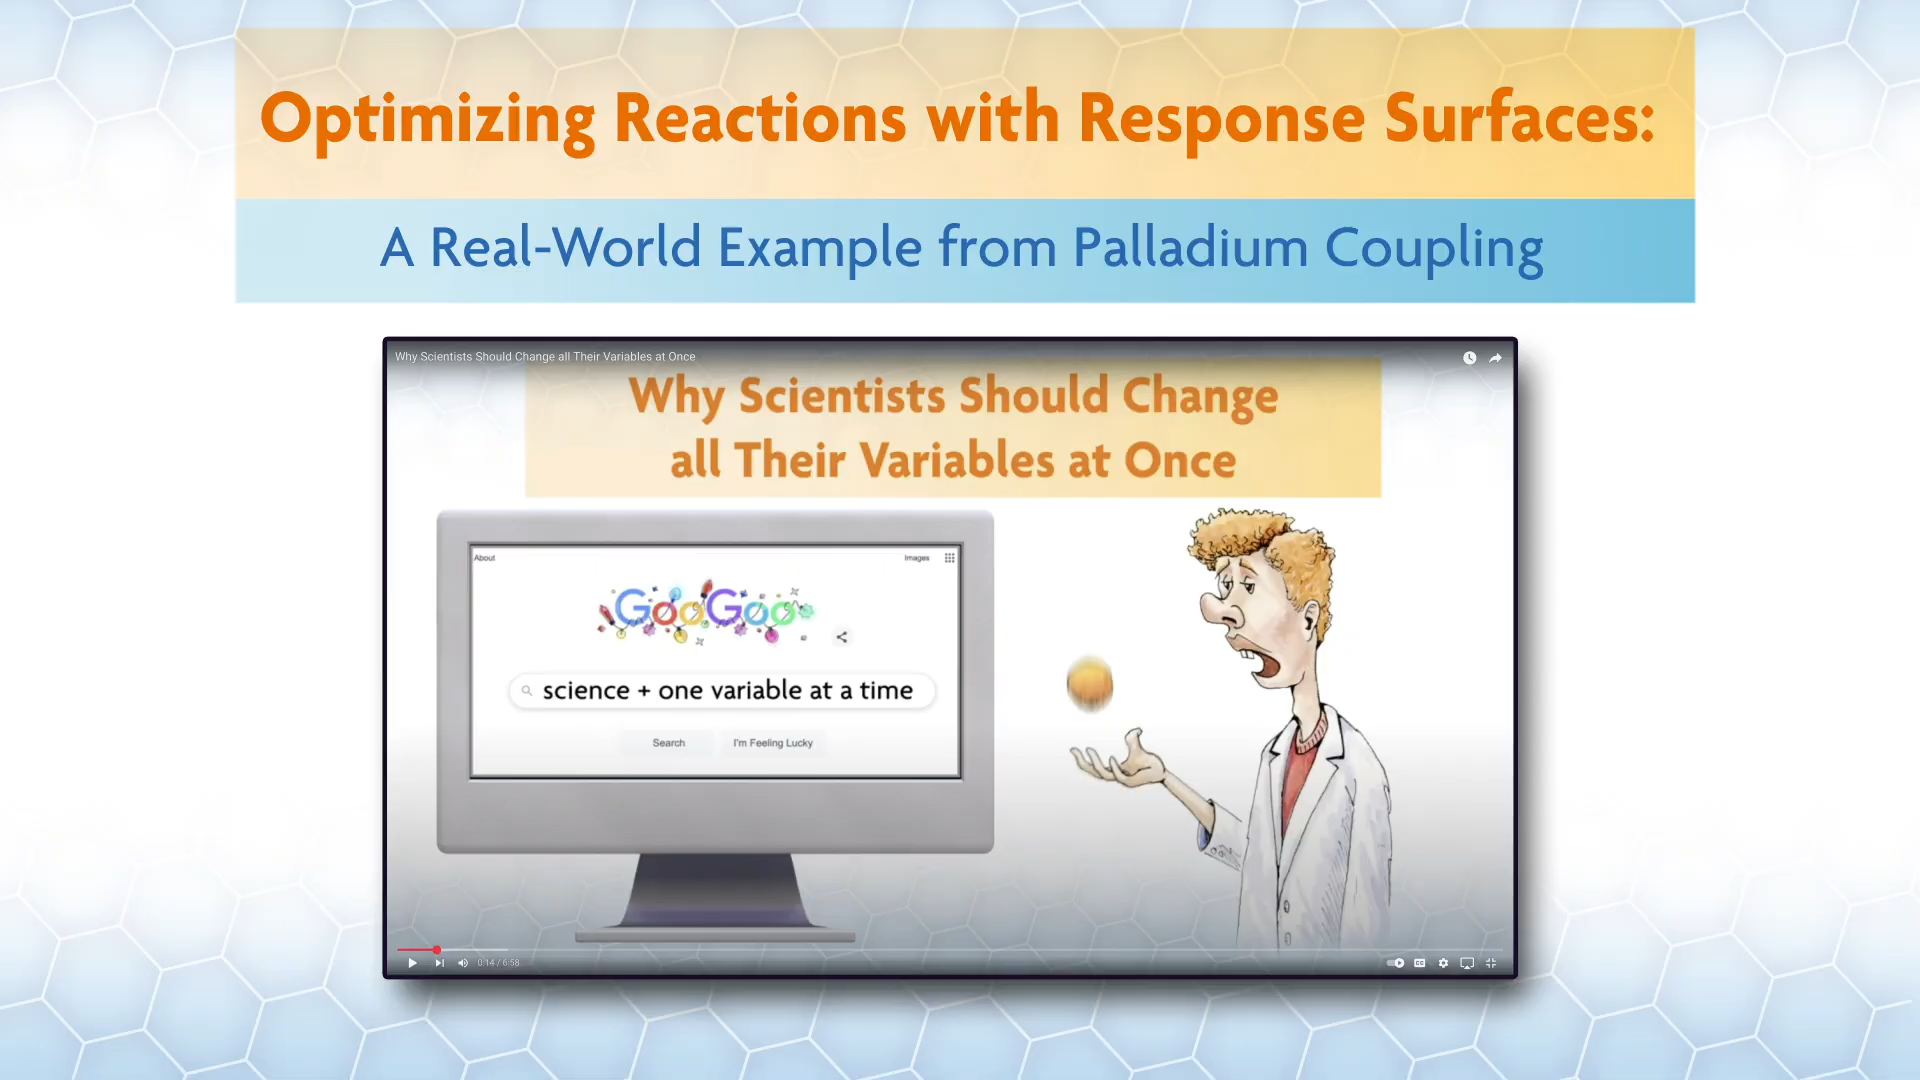 Optimizing Reactions with Response Surfaces:
A Real-World Example from Palladium Coupling
Why Scientists Should Change all Their Variables at Once
Why Scientists Should Change
all Their Variables at Once
About
Images
GooGoo
science + one variable at a time
Search
I'm Feeling Lucky
0:14 / 6:58
CC